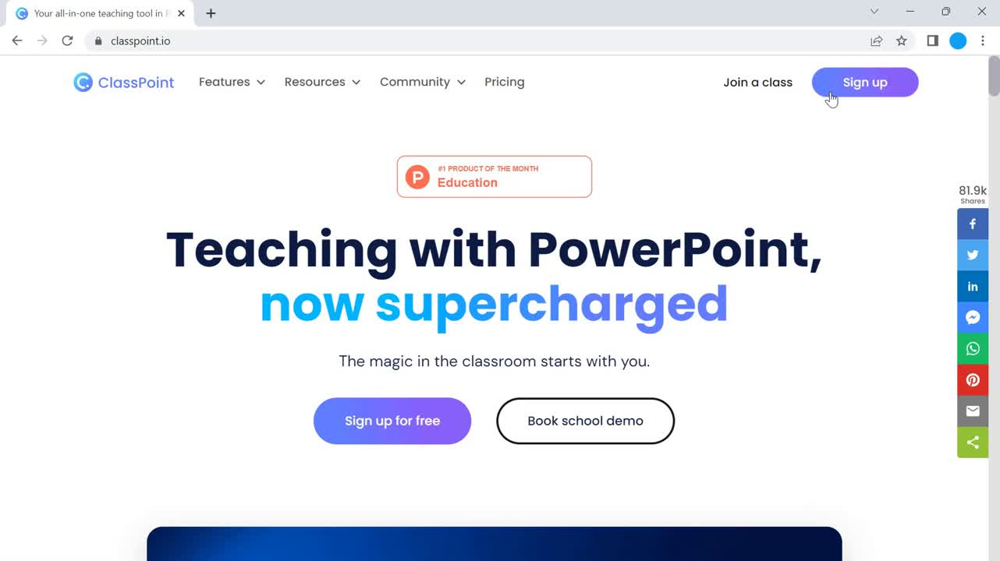 Your all-in-one teaching tool in
classpoint.io
ClassPoint
Features
Resources
Community
Pricing
Join a class
Sign up
P
#1 PRODUCT OF THE MONTH
Education
81.9k
Shares
Teaching with PowerPoint,
now supercharged
The magic in the classroom starts with you.
Sign up for free
Book school demo